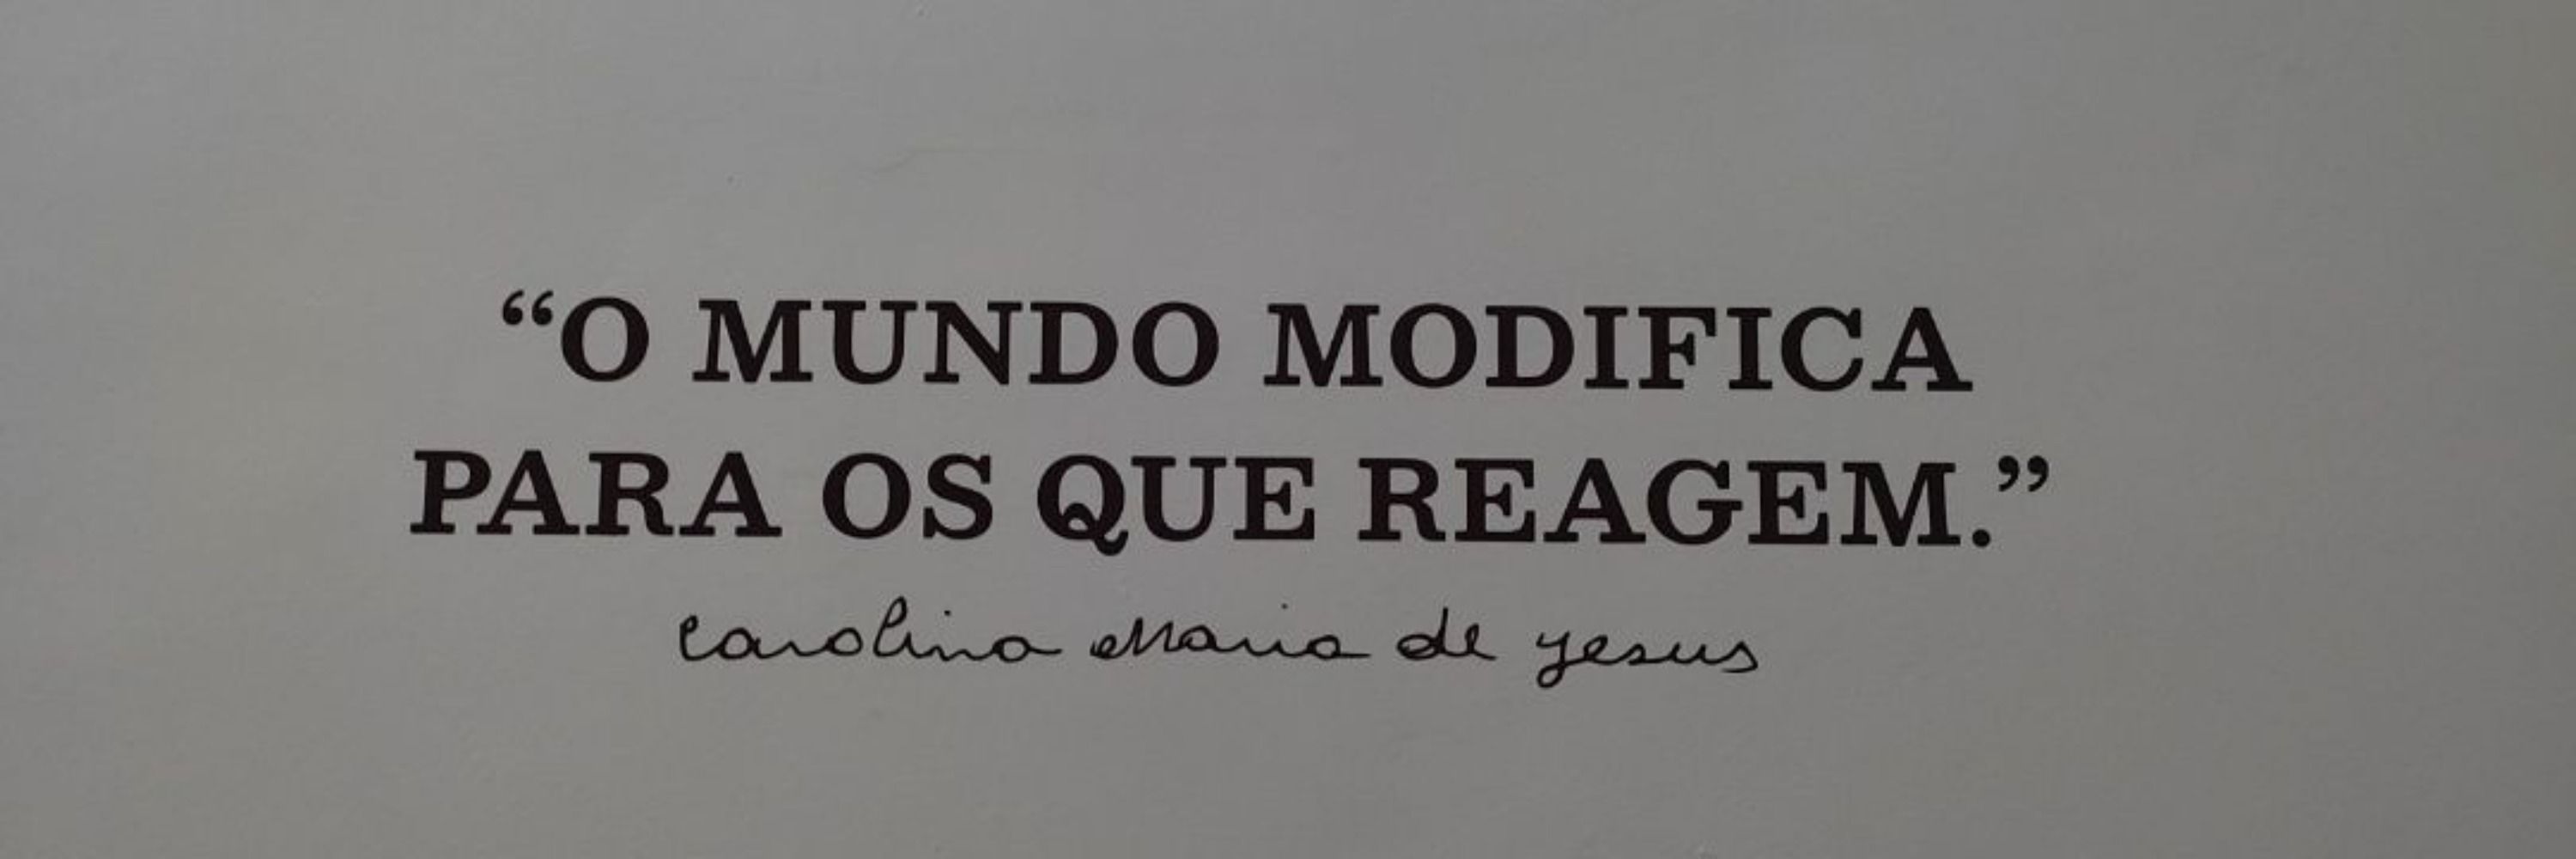 “O MUNDO MODIFICA
PARA OS QUE REAGEM.”
Carolina Maria de Jesus